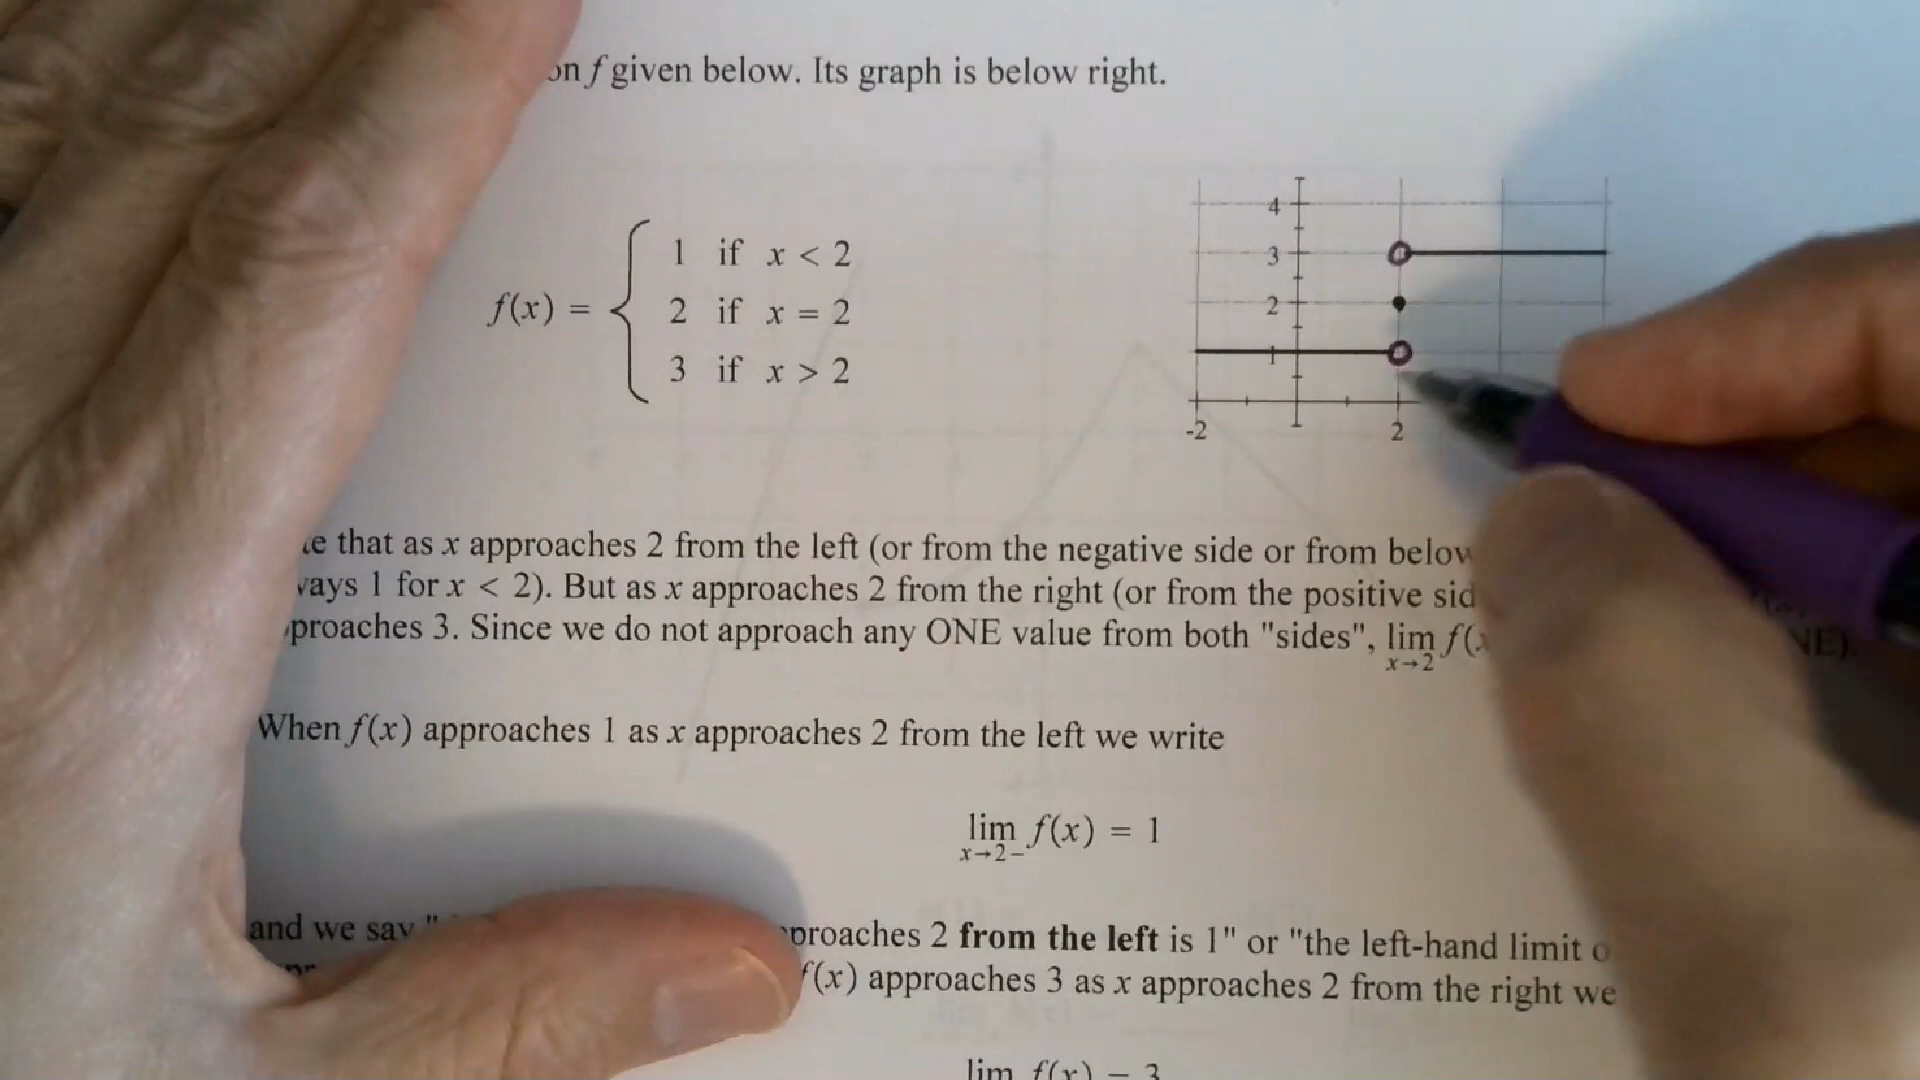 f given below. Its graph is below right.
f(x) = { 1 if x < 2
2 if x = 2
3 if x > 2
4
3
2
1
-2 2
that as x approaches 2 from the left (or from the negative side or from below
1 for x < 2). But as x approaches 2 from the right (or from the positive
3. Since we do not approach any ONE value from both "sides", lim x→2
When f(x) approaches 1 as x approaches 2 from the left we write
lim x→2− f(x) = 1
and we say " 2 from the left is 1" or "the left-hand limit
f(x) approaches 3 as x approaches 2 from the right we
lim f(x) = 3